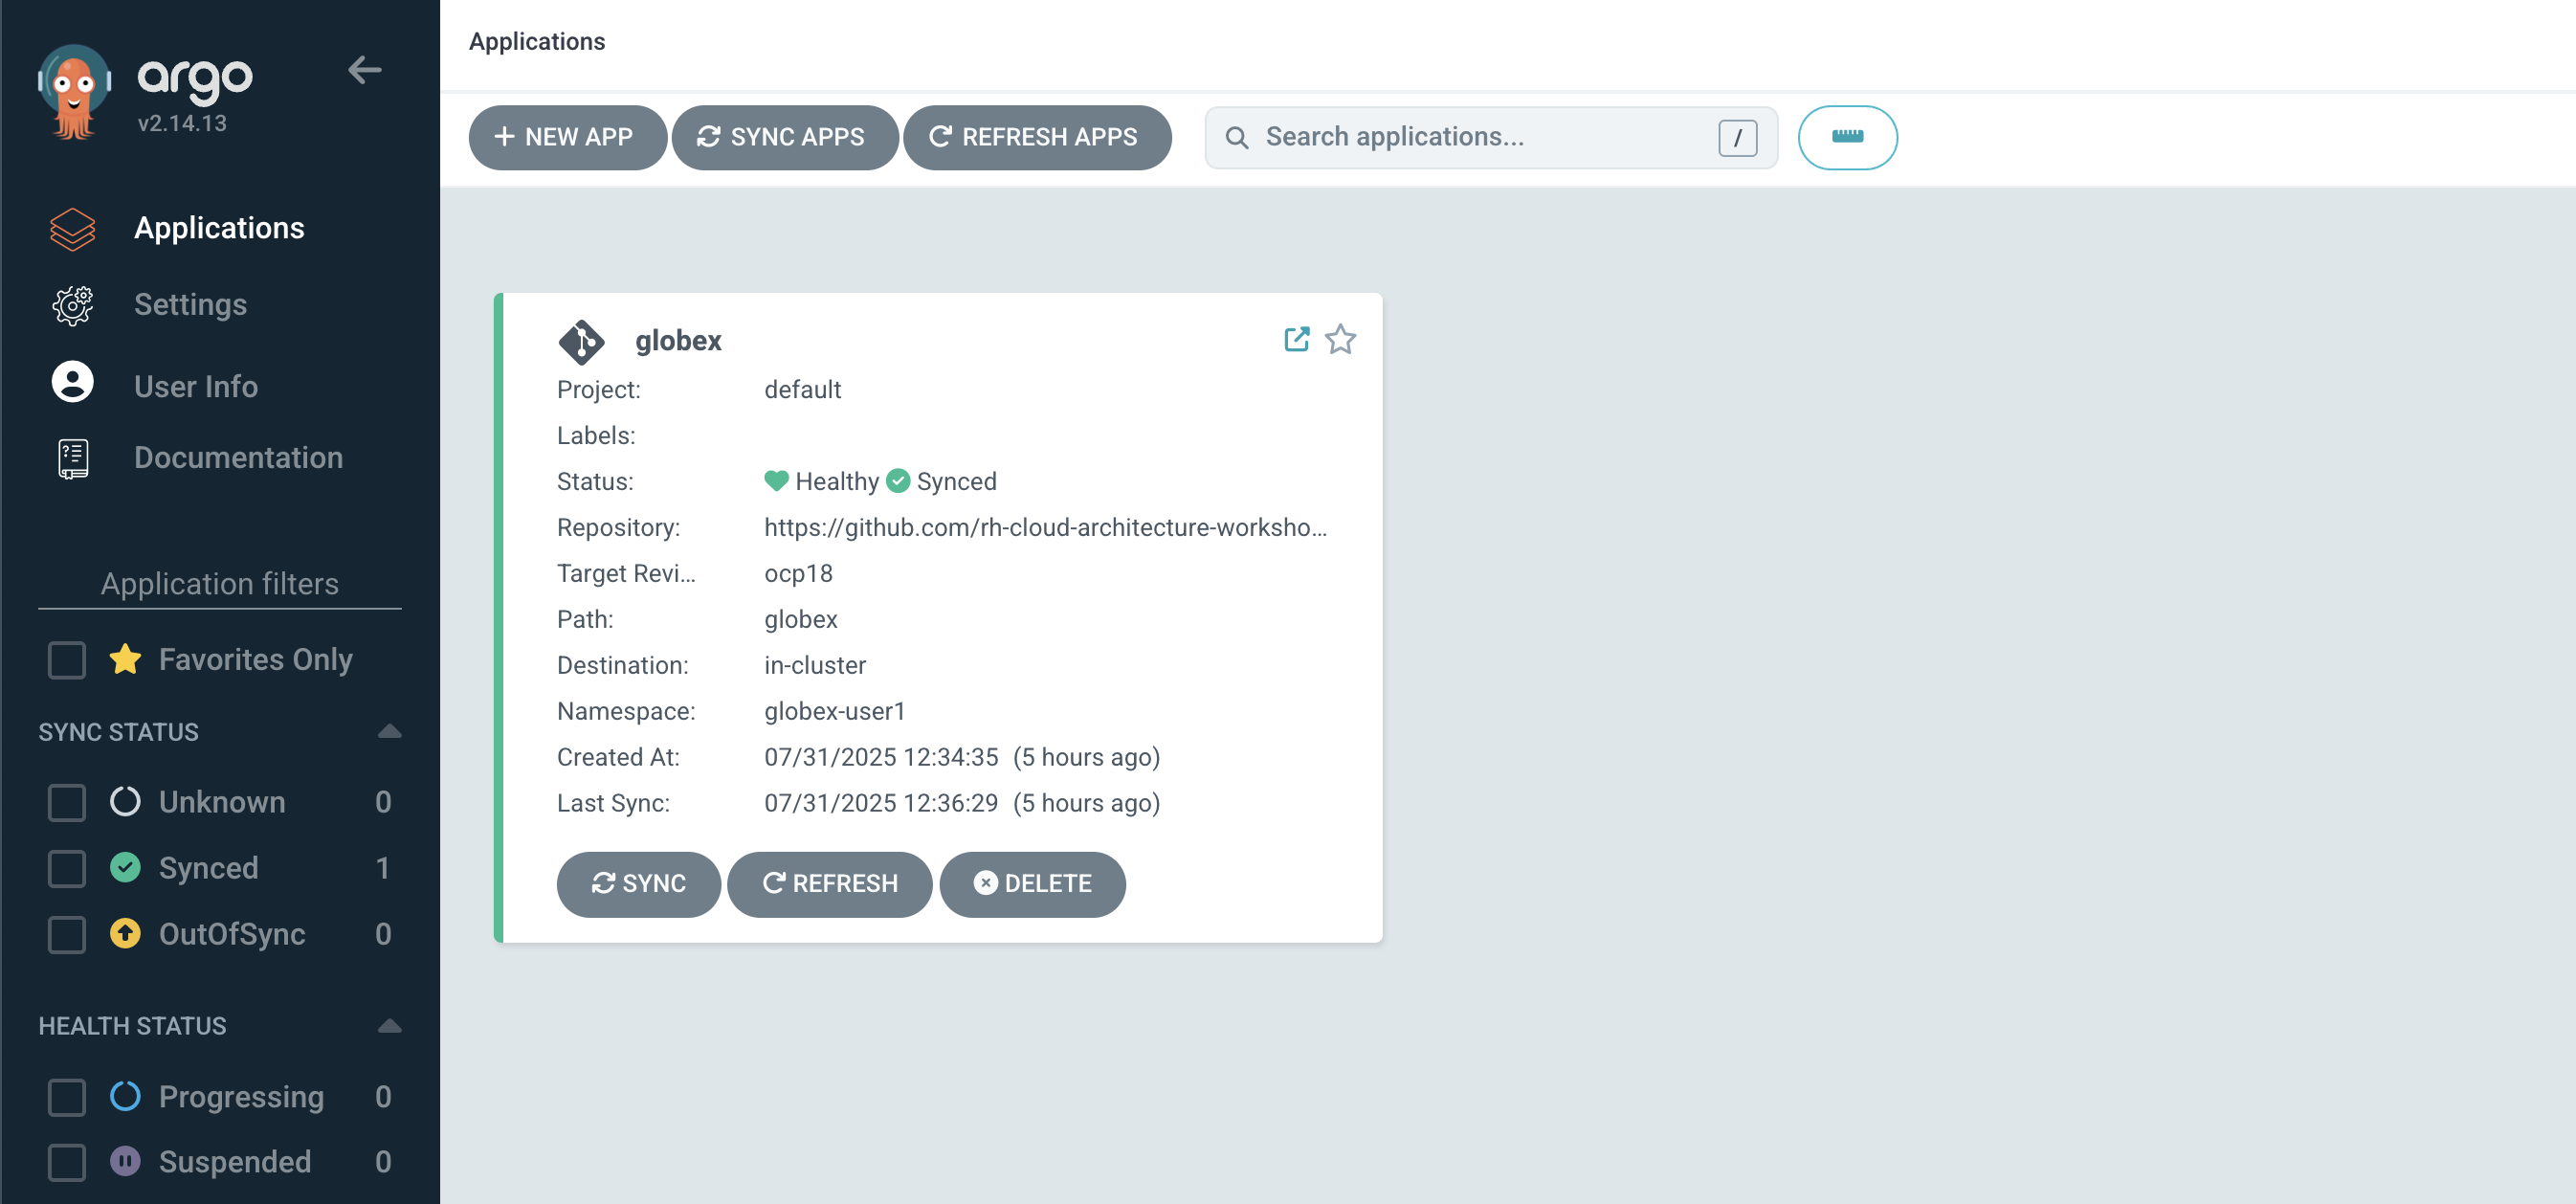 argo
v2.14.13
Applications
Settings
User Info
Documentation
Application filters
Favorites Only
SYNC STATUS
Unknown 0
Synced 1
OutOfSync 0
HEALTH STATUS
Progressing 0
Suspended 0
Applications
+ NEW APP SYNC APPS REFRESH APPS Search applications... /
globex
Project: default
Labels:
Status: Healthy Synced
Repository: https://github.com/rh-cloud-architecture-worksho...
Target Revi... ocp18
Path: globex
Destination: in-cluster
Namespace: globex-user1
Created At: 07/31/2025 12:34:35 (5 hours ago)
Last Sync: 07/31/2025 12:36:29 (5 hours ago)
SYNC REFRESH DELETE